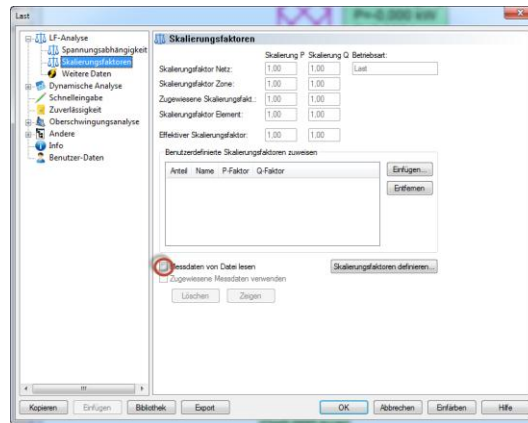 P=-0,000 kW
Last
LF-Analyse
Spannungsabhängigkeit
Skalierungsfaktoren
Weitere Daten
Dynamische Analyse
Schnelleingabe
Zuverlässigkeit
Oberschwingungsanalyse
Andere
Info
Benutzer-Daten
Skalierungsfaktoren
Skalierung P Skalierung Q Betriebsart:
Skalierungsfaktor Netz: 1,00 1,00 Last
Skalierungsfaktor Zone: 1,00 1,00
Zugewiesene Skalierungsfakt.: 1,00 1,00
Skalierungsfaktor Element: 1,00 1,00
Effektiver Skalierungsfaktor: 1,00 1,00
Benutzerdefinierte Skalierungsfaktoren zuweisen
Anteil Name P-Faktor Q-Faktor
Einfügen...
Entfernen
Messdaten von Datei lesen
Skalierungsfaktoren definieren...
Zugewiesene Messdaten verwenden
Löschen Zeigen
Kopieren Einfügen Bibliothek Export OK Abbrechen Einfärben Hilfe